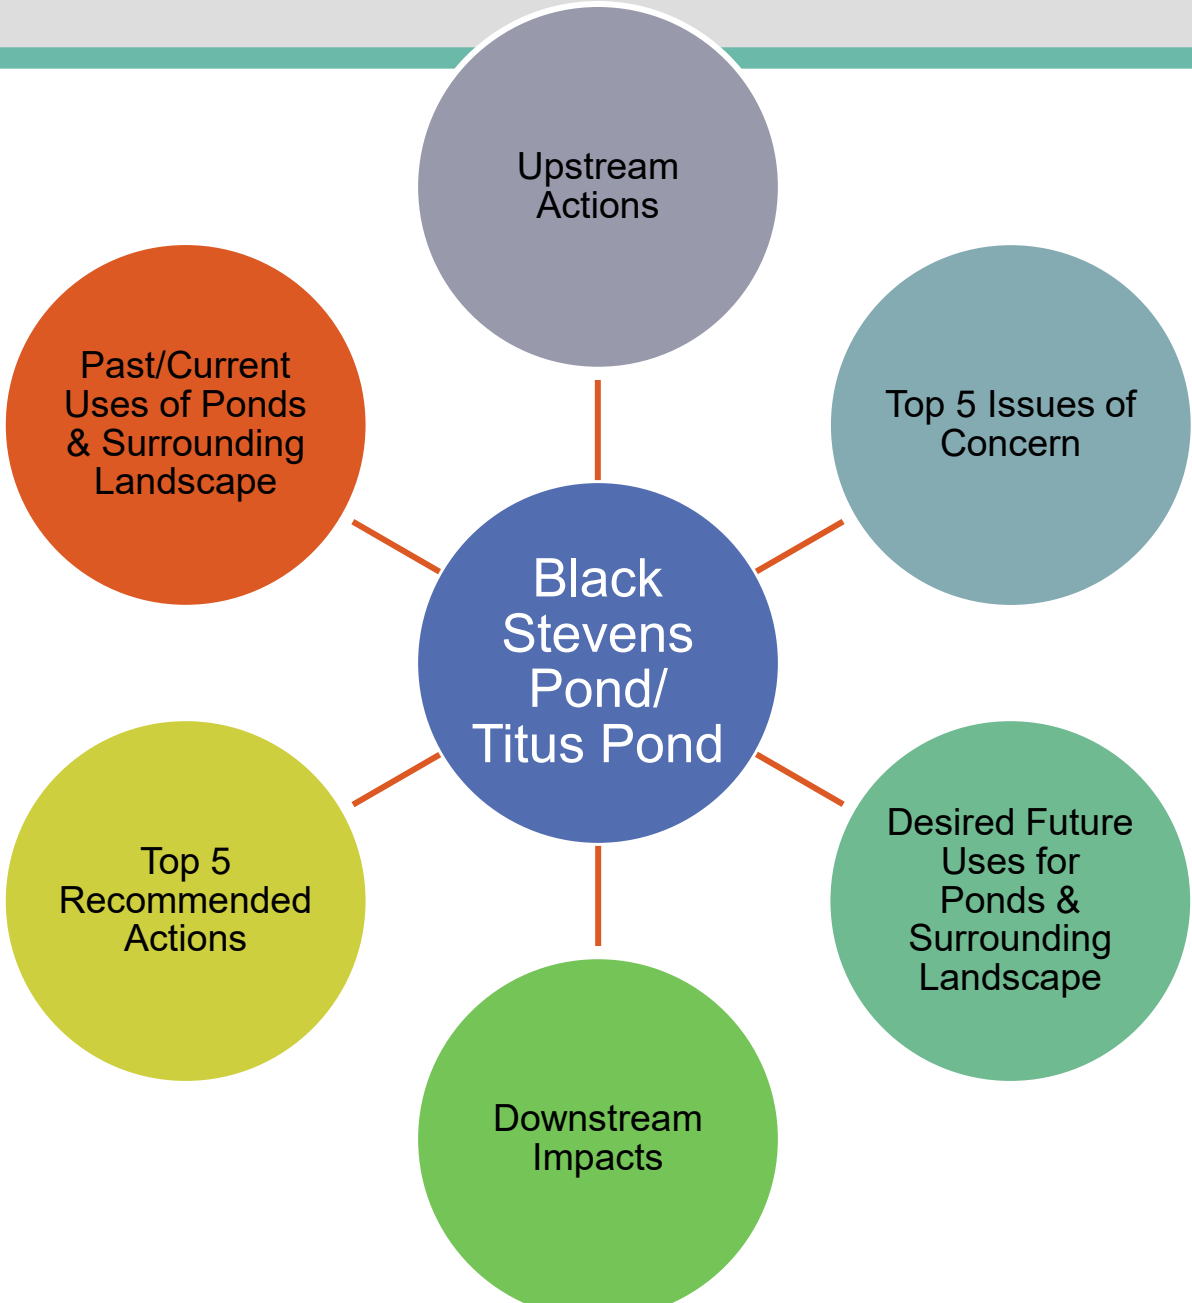 Upstream
Actions
Past/Current
Uses of Ponds
& Surrounding
Landscape
Top 5 Issues of
Concern
Black
Stevens
Pond/
Titus Pond
Top 5
Recommended
Actions
Desired Future
Uses for
Ponds &
Surrounding
Landscape
Downstream
Impacts